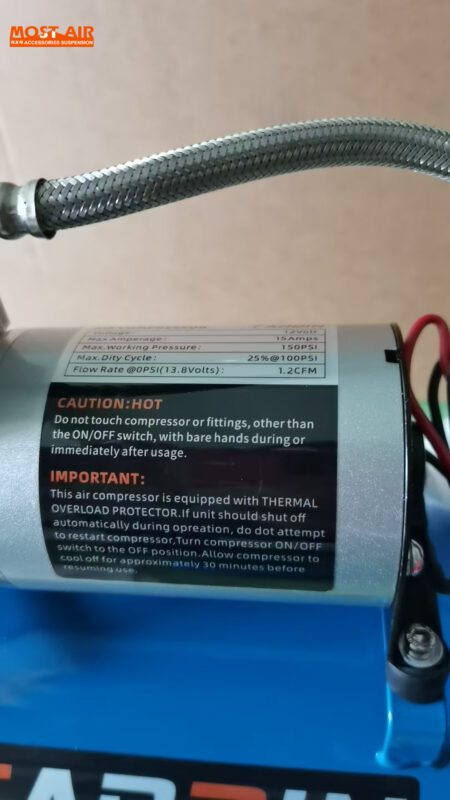 MOST-AIR
4X4 ACCESSORIES SUSPENSION
12Volt
Max Amperage: 15Amps
Max.Working Pressure: 150PSI
Max.Dity Cycle: 25%@100PSI
Flow Rate @0PSI(13.8Volts): 1.2CFM
CAUTION:HOT
Do not touch compressor or fittings, other than
the ON/OFF switch, with bare hands during or
immediately after usage.
IMPORTANT:
This air compressor is equipped with THERMAL
OVERLOAD PROTECTOR.If unit should shut off
automatically during opreation, do dot attempt
to restart compressor,Turn compressor ON/OFF
switch to the OFF position.Allow compressor to
cool off for approximately 30 minutes before
resuming use.